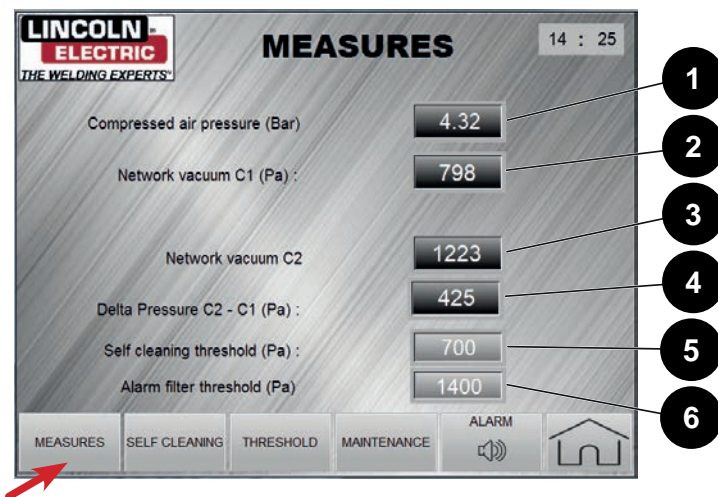 LINCOLN
ELECTRIC
THE WELDING EXPERTS®
MEASURES
14 : 25
Compressed air pressure (Bar) 4.32 1
Network vacuum C1 (Pa) : 798 2
Network vacuum C2 1223 3
Delta Pressure C2 - C1 (Pa) : 425 4
Self cleaning threshold (Pa) : 700 5
Alarm filter threshold (Pa) 1400 6
MEASURES SELF CLEANING THRESHOLD MAINTENANCE ALARM